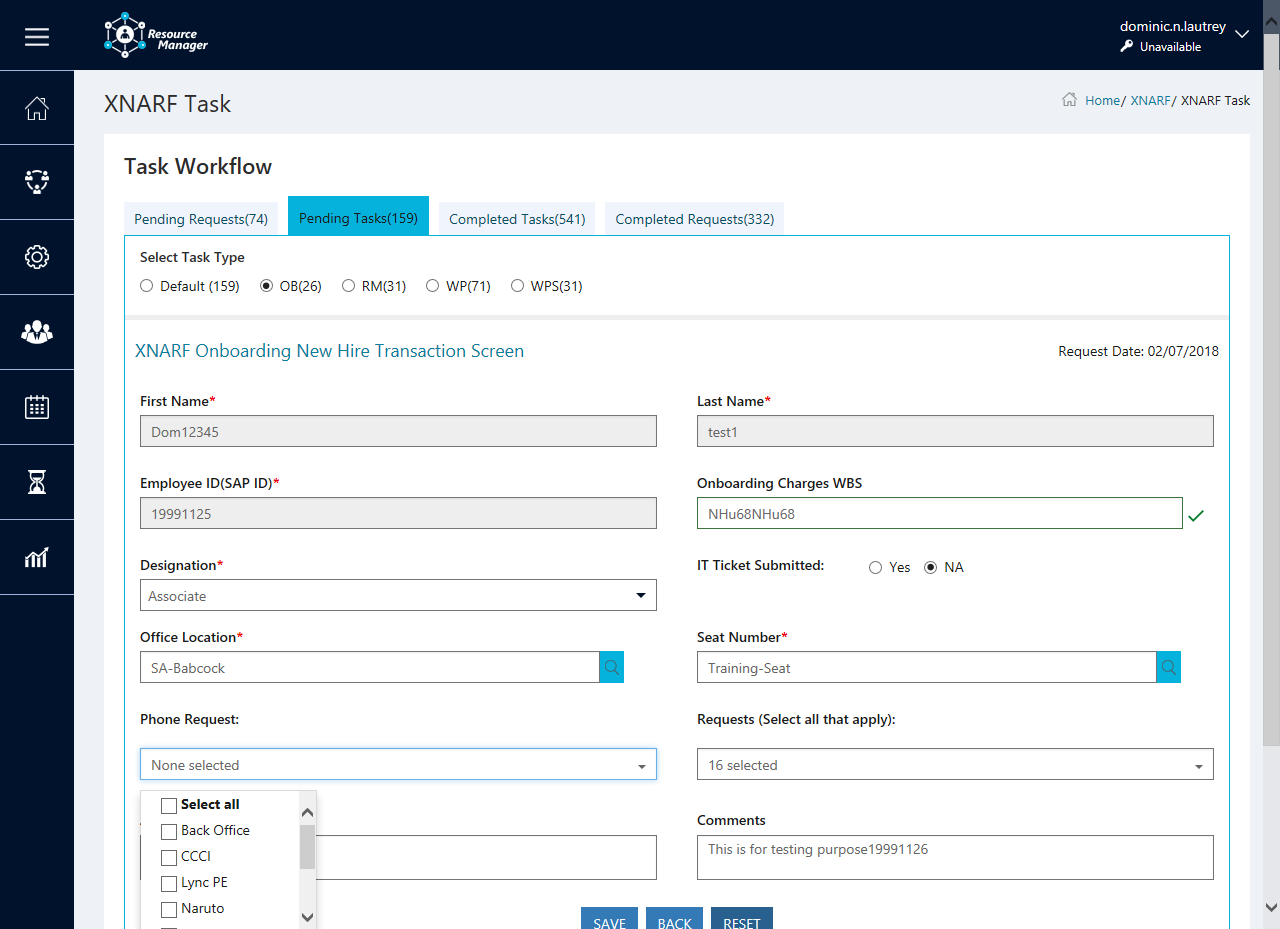 Resource
Manager
dominic.n.lautrey
Unavailable
XNARF Task
Home/ XNARF/ XNARF Task
Task Workflow
Pending Requests(74)
Pending Tasks(159)
Completed Tasks(541)
Completed Requests(332)
Select Task Type
Default (159)
OB(26)
RM(31)
WP(71)
WPS(31)
XNARF Onboarding New Hire Transaction Screen
Request Date: 02/07/2018
First Name*
Last Name*
Dom12345
test1
Employee ID(SAP ID)*
Onboarding Charges WBS
19991125
NHu68NHu68
Designation*
IT Ticket Submitted:
Yes
NA
Associate
Office Location*
Seat Number*
SA-Babcock
Training-Seat
Phone Request:
Requests (Select all that apply):
None selected
16 selected
Select all
Back Office
CCCI
Lync PE
Naruto
Comments
This is for testing purpose19991126
SAVE
BACK
RESET